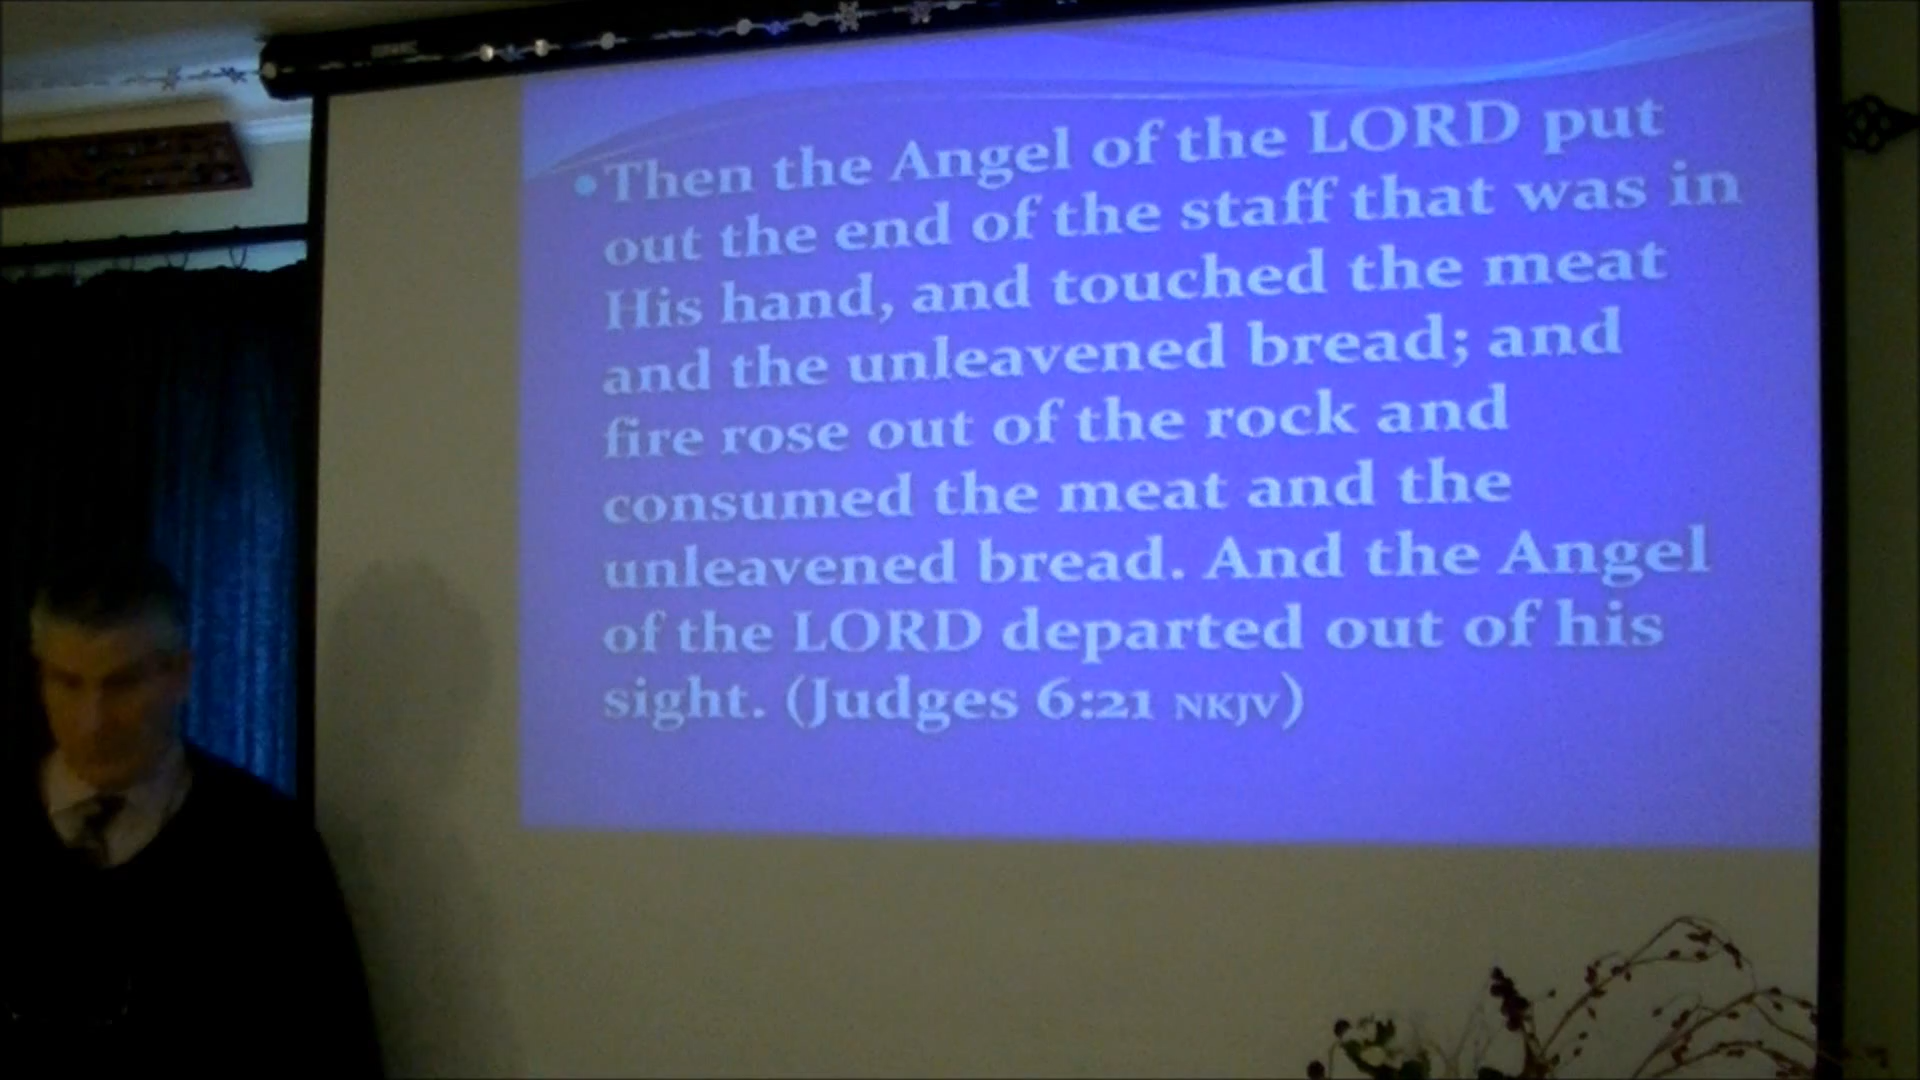 •Then the Angel of the LORD put
out the end of the staff that was in
His hand, and touched the meat
and the unleavened bread; and
fire rose out of the rock and
consumed the meat and the
unleavened bread. And the Angel
of the LORD departed out of his
sight. (Judges 6:21 NKJV)